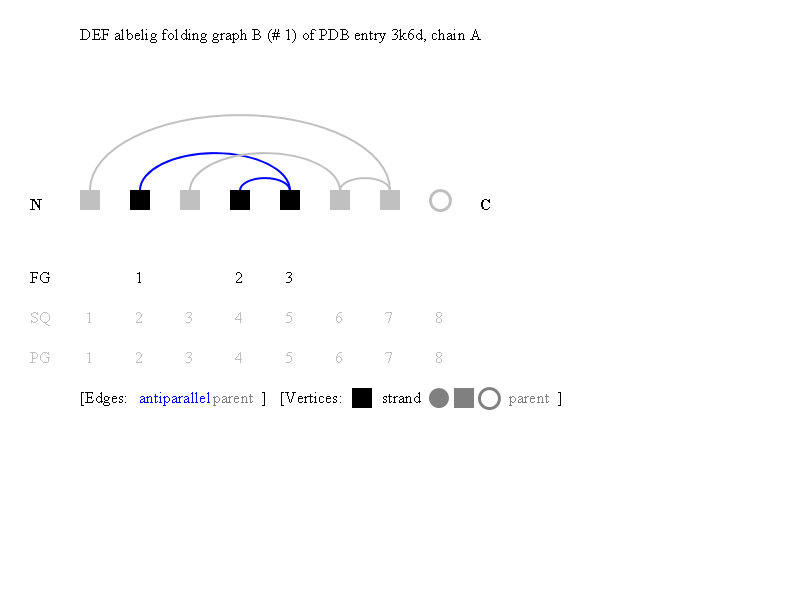 DEF albelig folding graph B (# 1) of PDB entry 3k6d, chain A
N C
FG 1 2 3
SQ 1 2 3 4 5 6 7 8
PG 1 2 3 4 5 6 7 8
[Edges: antiparallel parent ] [Vertices: strand parent ]